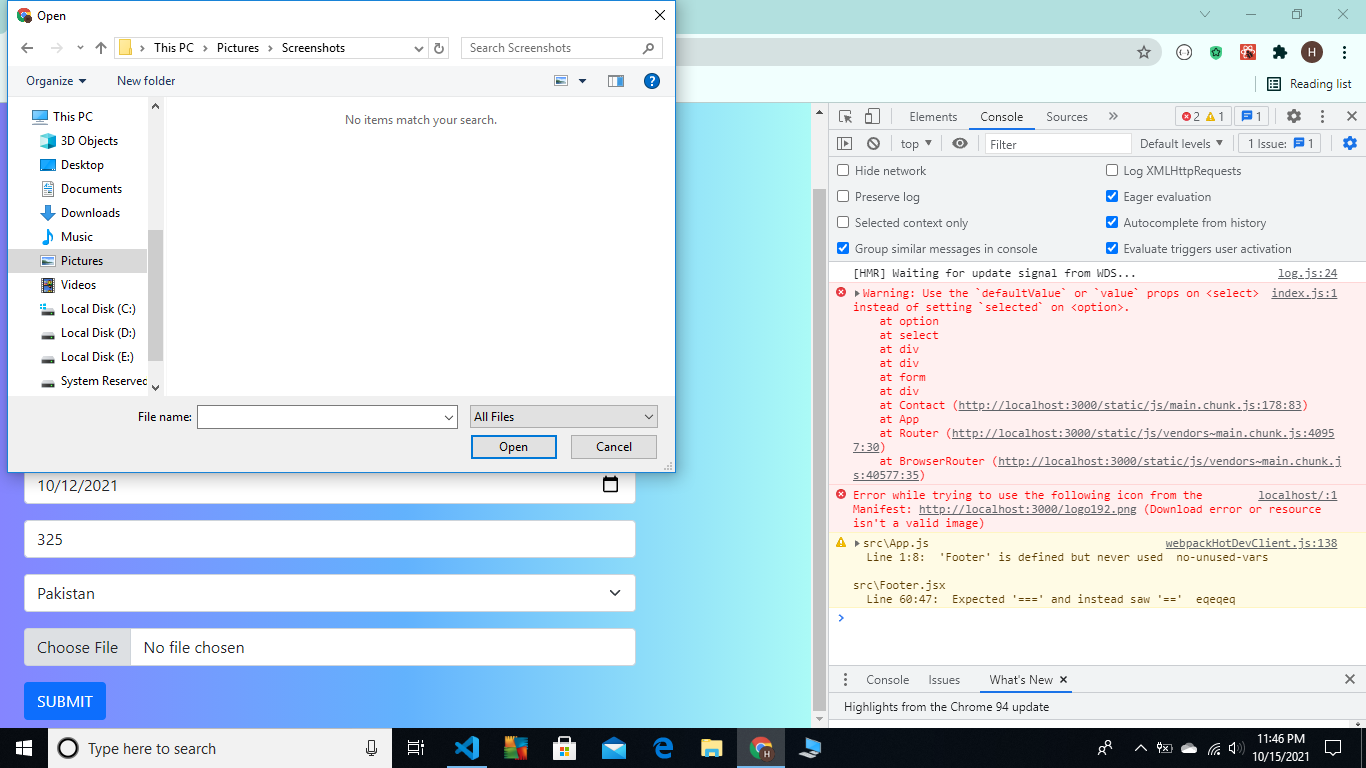 Open
This PC
Pictures
Screenshots
Search Screenshots
Organize
New folder
This PC
3D Objects
Desktop
Documents
Downloads
Music
Pictures
Videos
Local Disk (C:)
Local Disk (D:)
Local Disk (E:)
System Reserved
No items match your search.
File name:
All Files
Open
Cancel
10/12/2021
325
Pakistan
Choose File No file chosen
SUBMIT
H
Reading list
Elements Console Sources » 2 1 1
top Filter Default levels 1 Issue: 1
Hide network
Log XMLHttpRequests
Preserve log
Eager evaluation
Selected context only
Autocomplete from history
Group similar messages in console
Evaluate triggers user activation
[HMR] Waiting for update signal from WDS... log.js:24
Warning: Use the `defaultValue` or `value` props on <select> index.js:1
instead of setting `selected` on <option>.
at option
at select
at div
at div
at form
at div
at Contact (http://localhost:3000/static/js/main.chunk.js:178:83)
at App
at Router (http://localhost:3000/static/js/vendors~main.chunk.js:4095
7:30)
at BrowserRouter (http://localhost:3000/static/js/vendors~main.chunk.j
s:40577:35)
Error while trying to use the following icon from the localhost/:1
Manifest: http://localhost:3000/logo192.png (Download error or resource
isn't a valid image)
src\App.js webpackHotDevClient.js:138
Line 1:8: 'Footer' is defined but never used no-unused-vars
src\Footer.jsx
Line 60:47: Expected '===' and instead saw '==' eqeqeq
Console Issues What's New
Highlights from the Chrome 94 update
Type here to search
H
11:46 PM
10/15/2021